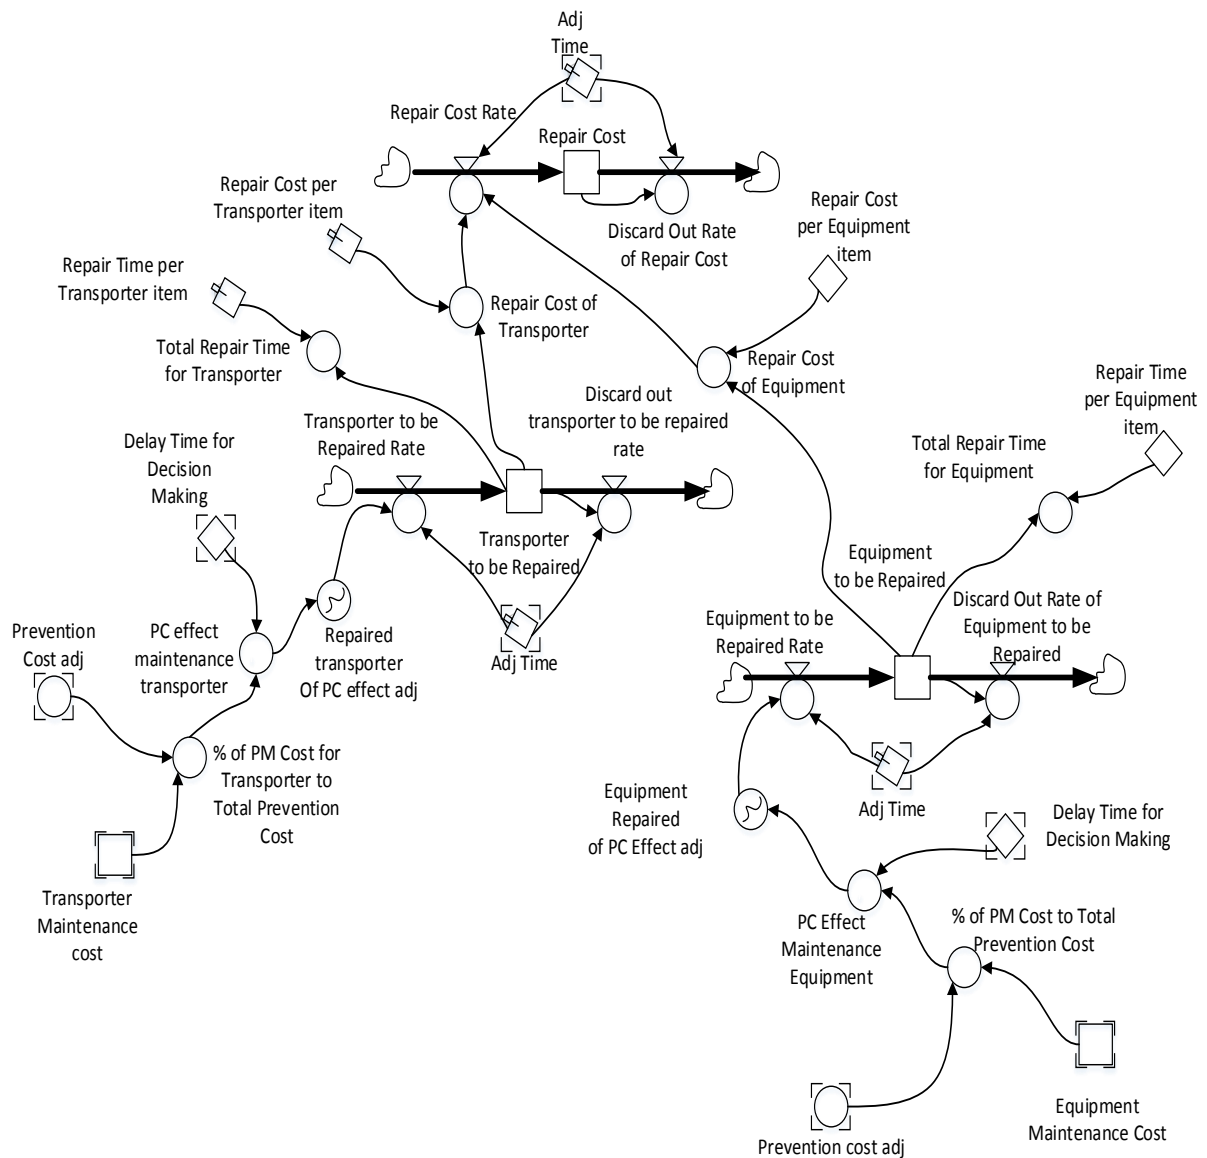 Adj
Time
Repair Cost Rate
Repair Cost
Repair Cost per
Transporter item
Discard Out Rate
of Repair Cost
Repair Cost
per Equipment
item
Repair Time per
Transporter item
Repair Cost of
Transporter
Total Repair Time
for Transporter
Repair Cost
of Equipment
Repair Time
per Equipment
item
Transporter to be
Repaired Rate
Discard out
transporter to be repaired
rate
Delay Time for
Decision
Making
Total Repair Time
for Equipment
Transporter
to be Repaired
Equipment
to be Repaired
Prevention
Cost adj
PC effect
maintenance
transporter
Repaired
transporter
Of PC effect adj
Adj Time
Equipment to be
Repaired Rate
Discard Out Rate of
Equipment to be
Repaired
% of PM Cost for
Transporter to
Total Prevention
Cost
Equipment
Repaired
of PC Effect adj
Adj Time
Delay Time for
Decision Making
Transporter
Maintenance
cost
PC Effect
Maintenance
Equipment
% of PM Cost to Total
Prevention Cost
Equipment
Maintenance Cost
Prevention cost adj